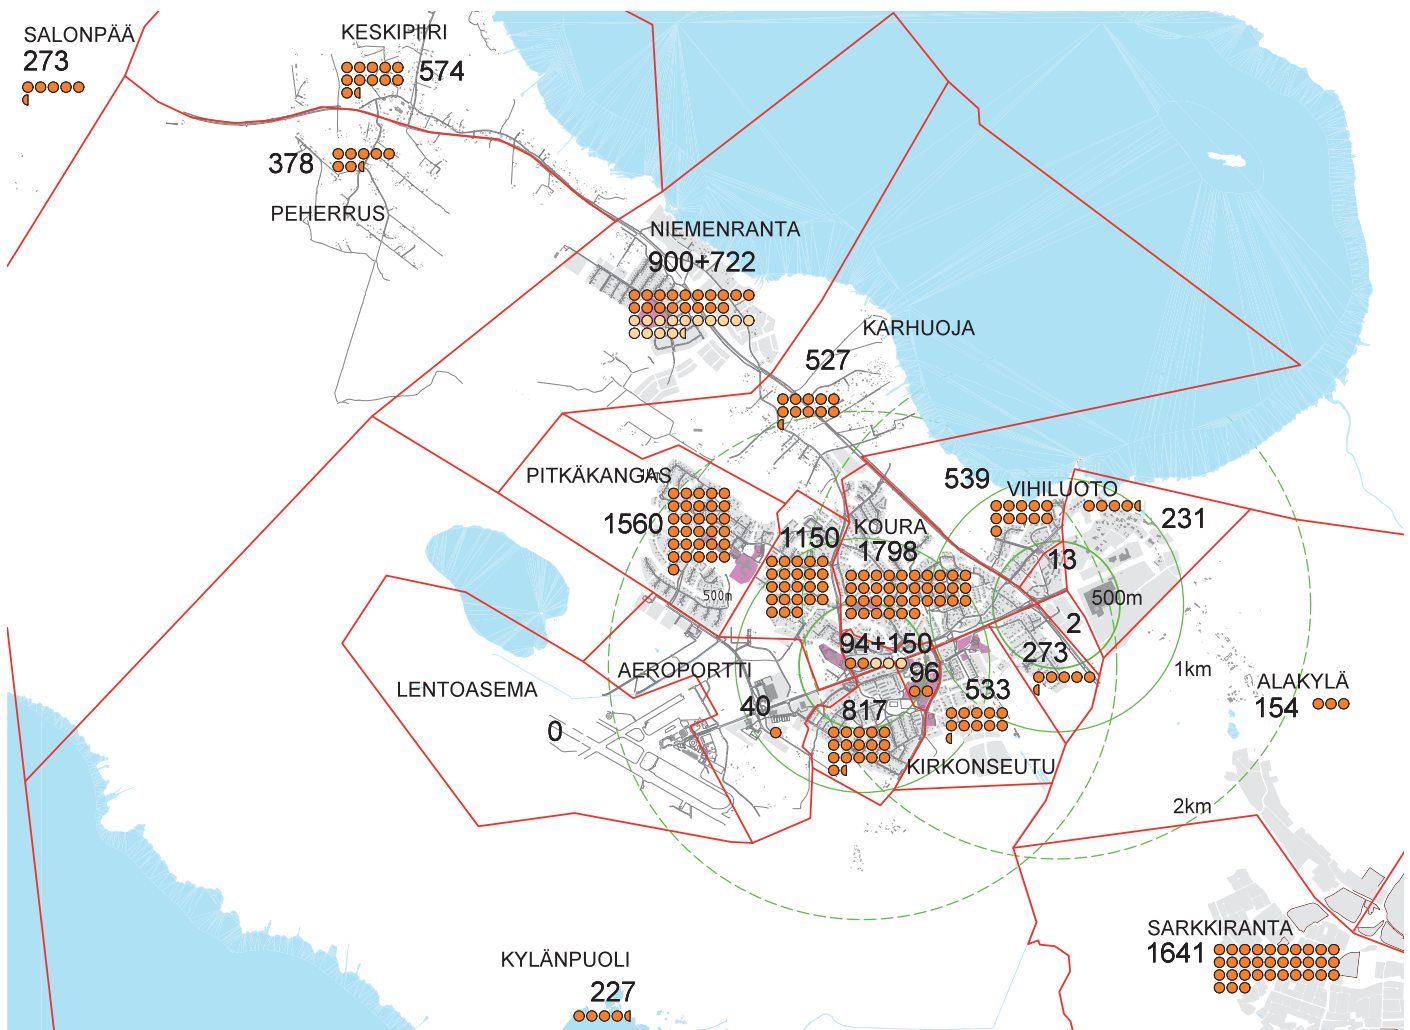 SALONPÄÄ
273
KESKIPIIRI
574
378
PEHERRUS
NIEMENRANTA
900+722
KARHUOJA
527
PITKÄKANGAS
1560
1150
KOURA
1798
539
VIHILUOTO
231
13
500m
500m
2
94+150
96
273
533
1km
ALAKYLÄ
154
AEROPORTTI
LENTOASEMA
40
0
817
KIRKONSEUTU
2km
SARKKIRANTA
1641
KYLÄNPUOLI
227